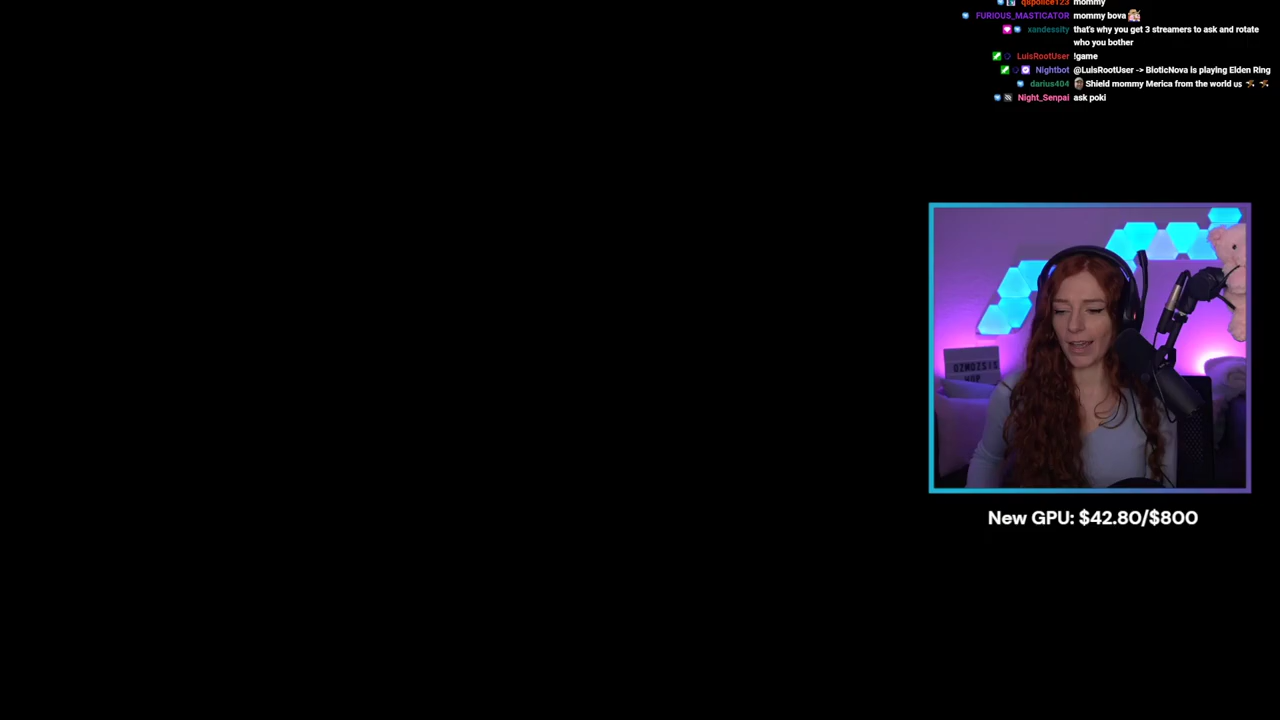 q8police123 mommy
FURIOUS_MASTICATOR mommy bova
xandessity that's why you get 3 streamers to ask and rotate
who you bother
LuisRootUser !game
Nightbot @LuisRootUser -> BioticNova is playing Elden Ring
darius404 Shield mommy Merica from the world us
Night_Senpai ask poki
New GPU: $42.80/$800